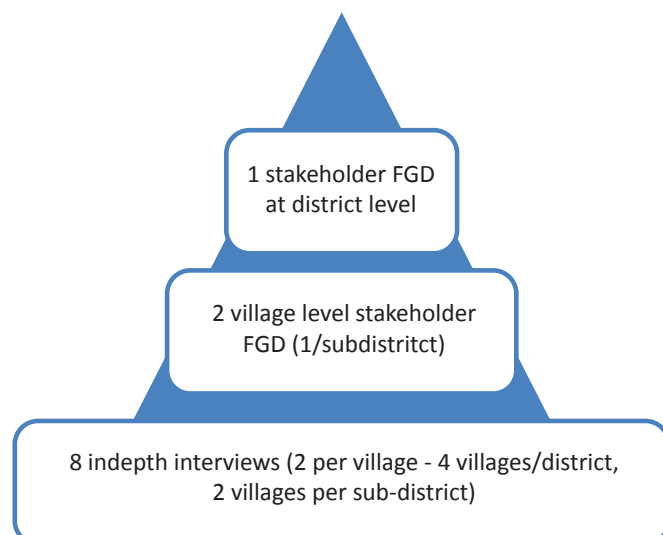 1 stakeholder FGD
at district level
2 village level stakeholder
FGD (1/subdistritct)
8 indepth interviews (2 per village - 4 villages/district,
2 villages per sub-district)